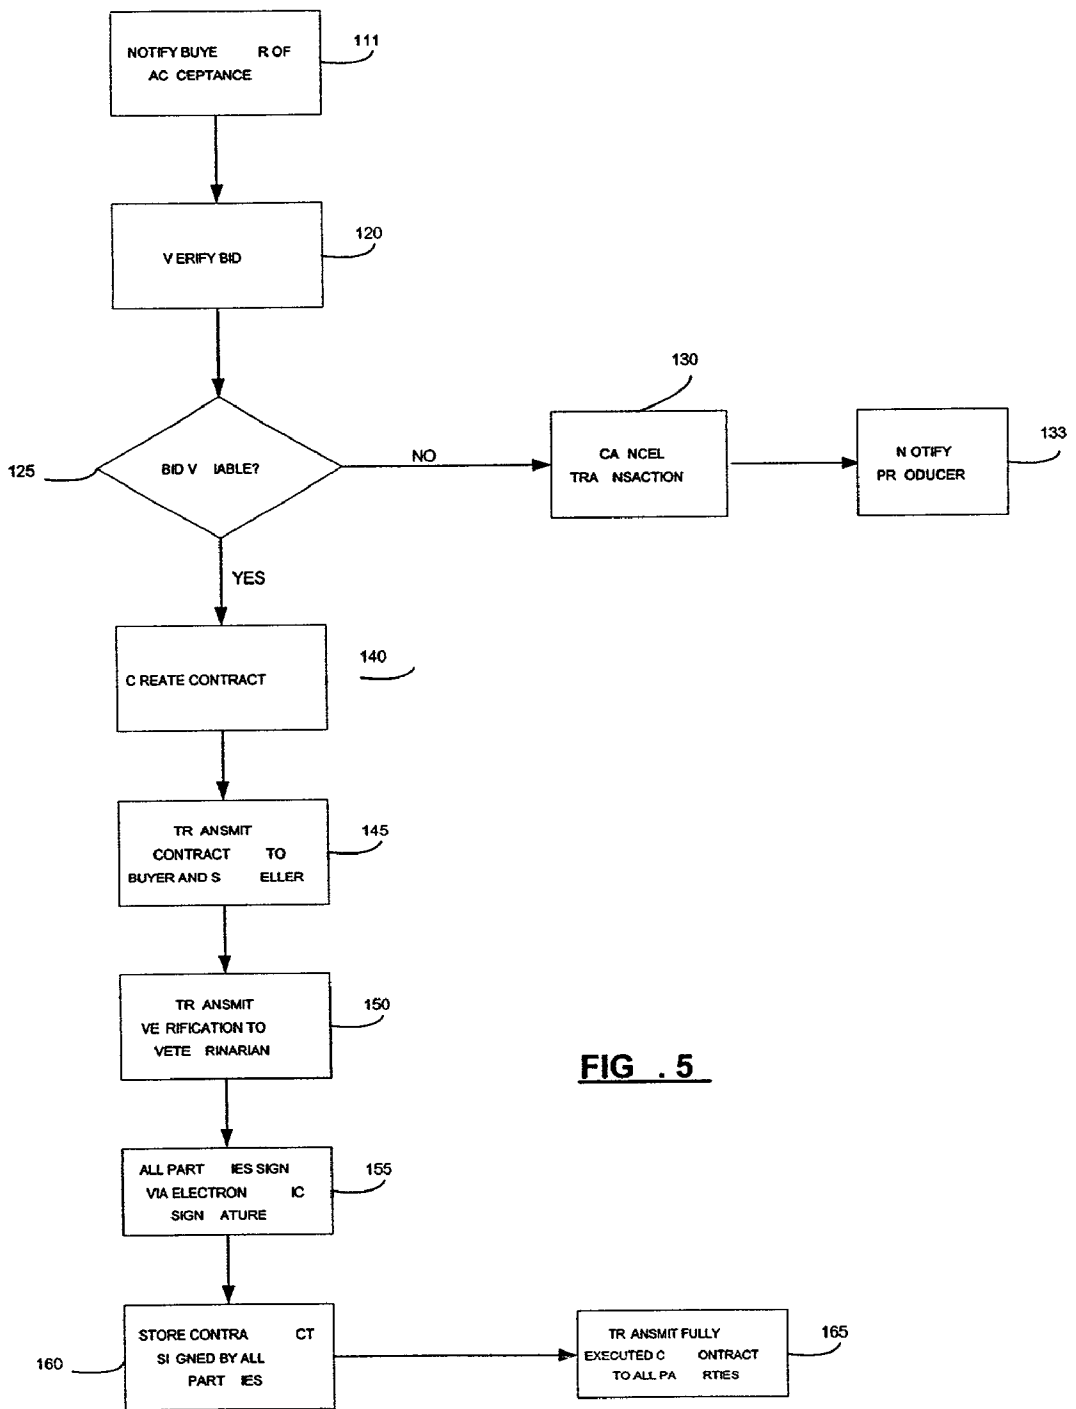 NOTIFY BUYE R OF
AC CEPTANCE
111
V ERIFY BID
120
BID V IABLE?
125
NO
CA NCEL
TRA NSACTION
130
N OTIFY
PR ODUCER
133
YES
C REATE CONTRACT
140
TR ANSMIT
CONTRACT TO
BUYER AND S ELLER
145
TR ANSMIT
VE RIFICATION TO
VETE RINARIAN
150
FIG . 5
ALL PART IES SIGN
VIA ELECTRON IC
SIGN ATURE
155
STORE CONTRA CT
SI GNED BY ALL
PART IES
160
TR ANSMIT FULLY
EXECUTED C ONTRACT
TO ALL PA RTIES
165